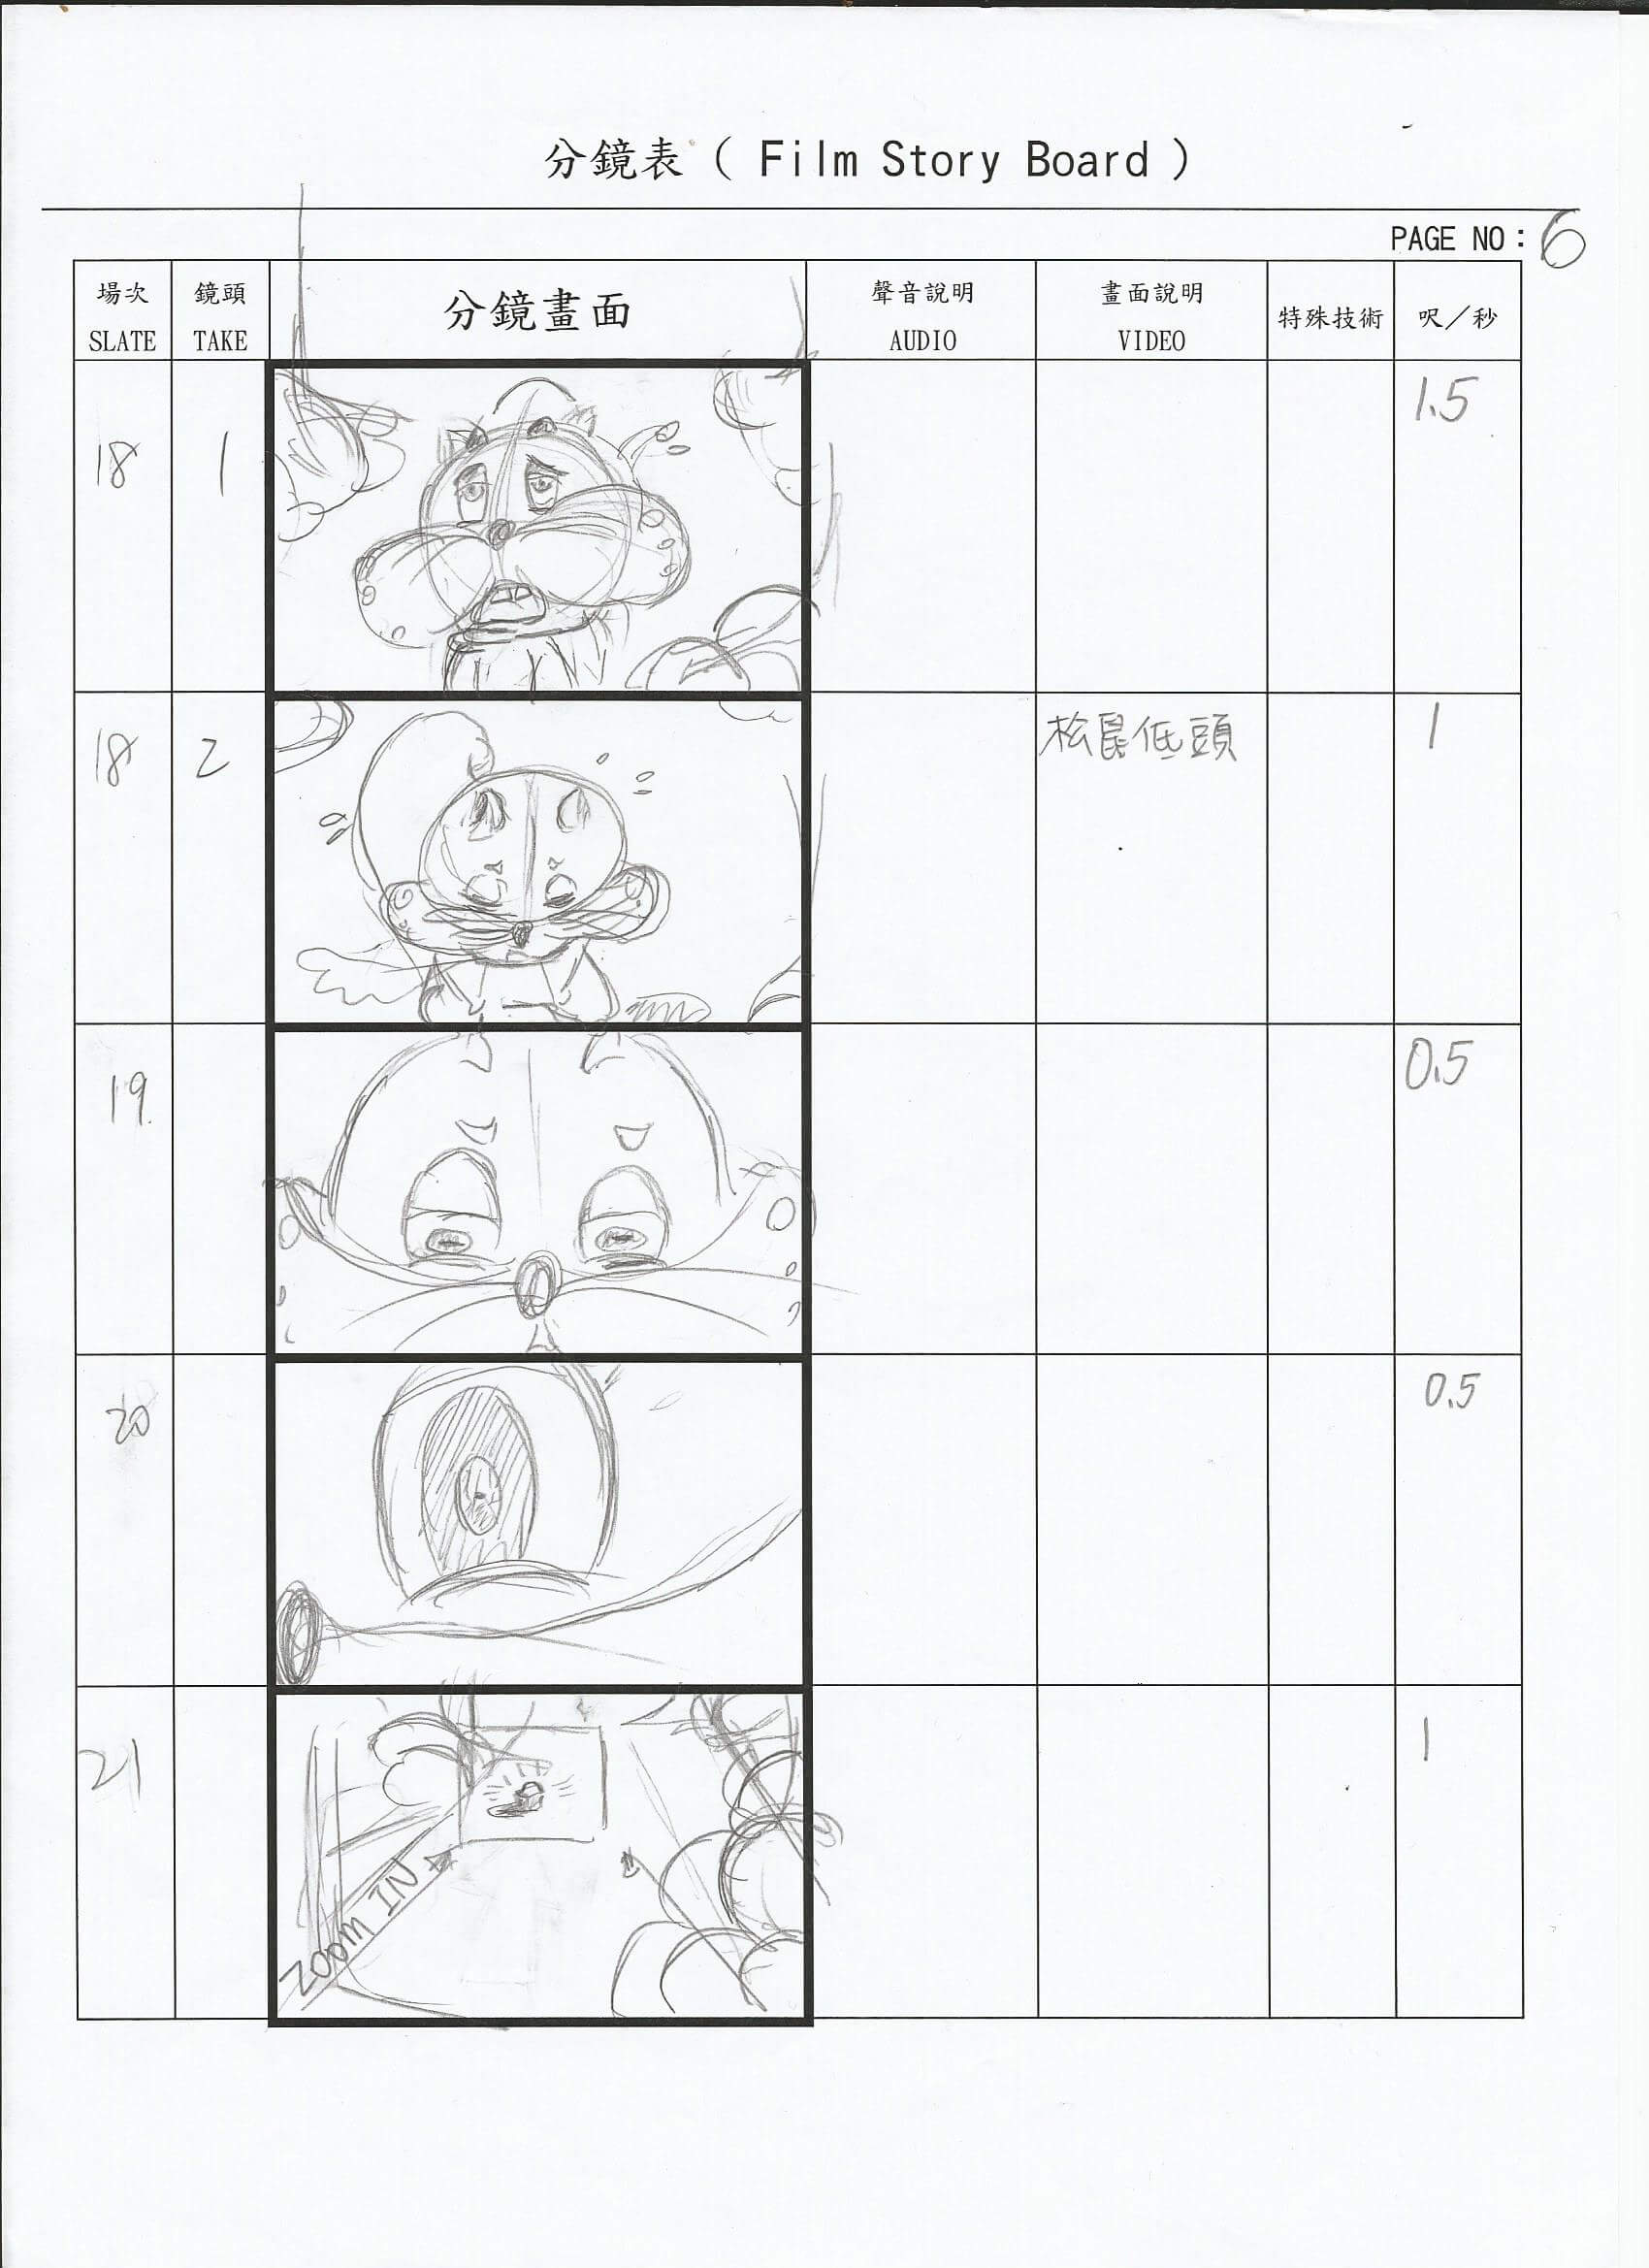 分鏡表 ( Film Story Board )
PAGE NO: 6
場次 鏡頭 分鏡畫面 聲音說明 畫面說明 特殊技術 呎／秒
SLATE TAKE AUDIO VIDEO
18 1 1.5
18 2 松鼠低頭 1
19. 0.5
20 0.5
21 1
ZOOM IN